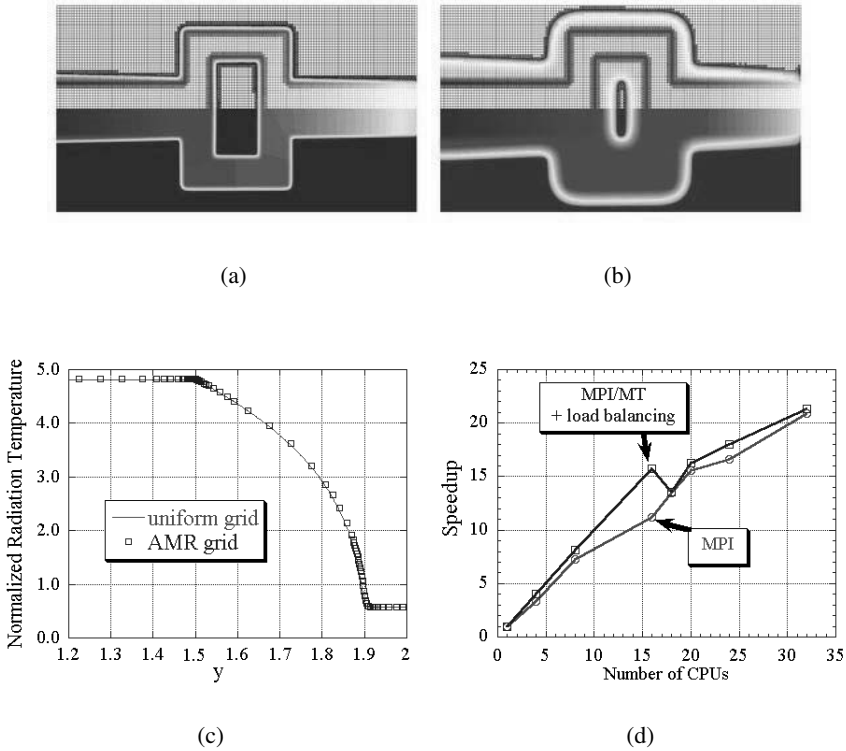 (a)
(b)
Normalized Radiation Temperature
5.0
4.0
3.0
2.0
1.0
0.0
uniform grid
AMR grid
1.2 1.3 1.4 1.5 1.6 1.7 1.8 1.9 2
y
(c)
Speedup
25
20
15
10
5
0
MPI/MT
+ load balancing
MPI
0 5 10 15 20 25 30 35
Number of CPUs
(d)